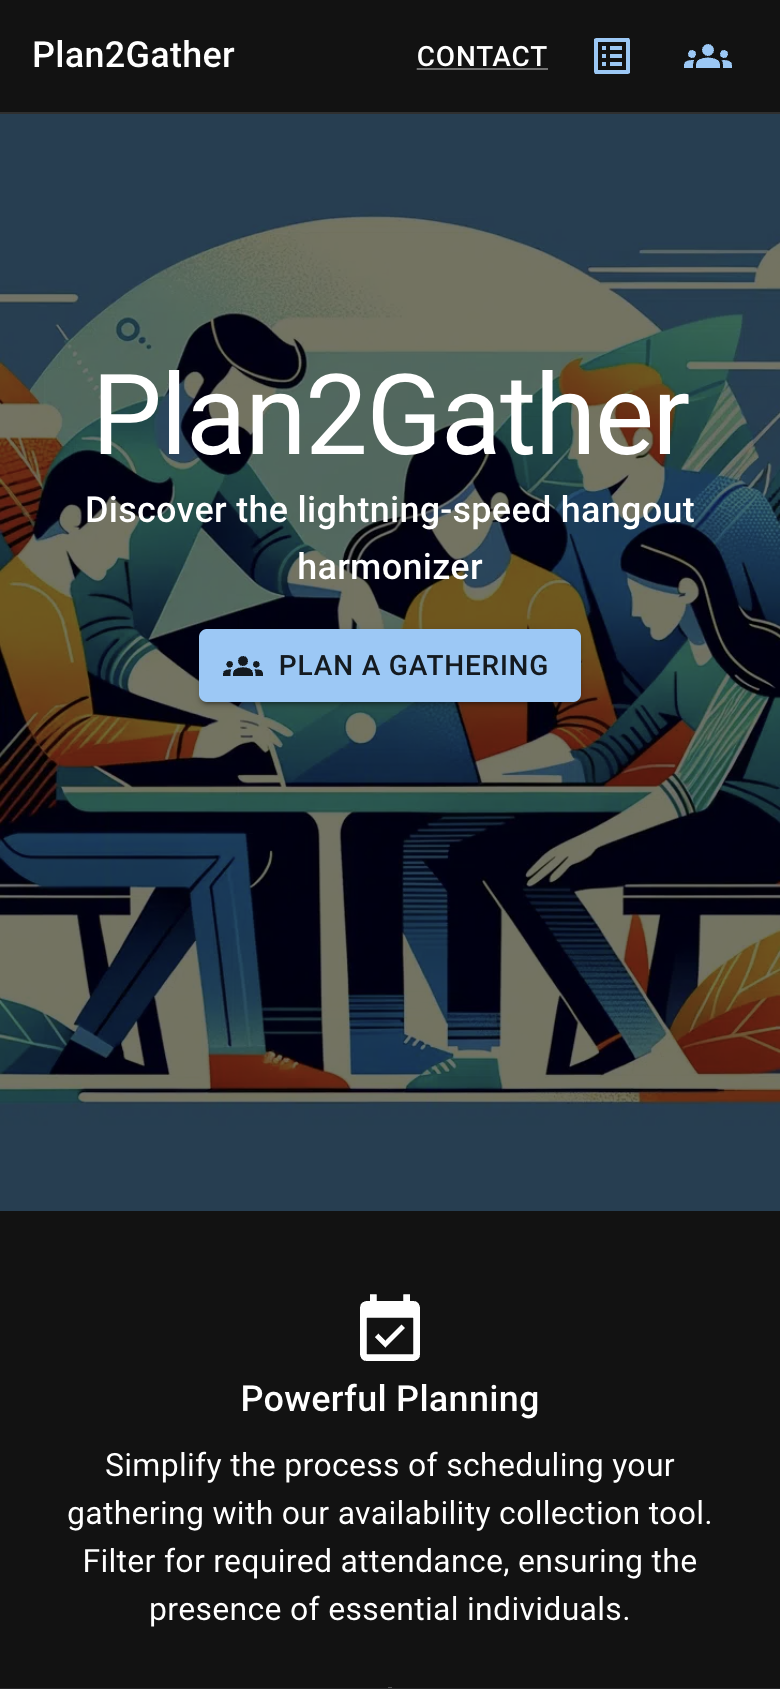 Plan2Gather
CONTACT
Plan2Gather
Discover the lightning-speed hangout
harmonizer
PLAN A GATHERING
Powerful Planning
Simplify the process of scheduling your
gathering with our availability collection tool.
Filter for required attendance, ensuring the
presence of essential individuals.